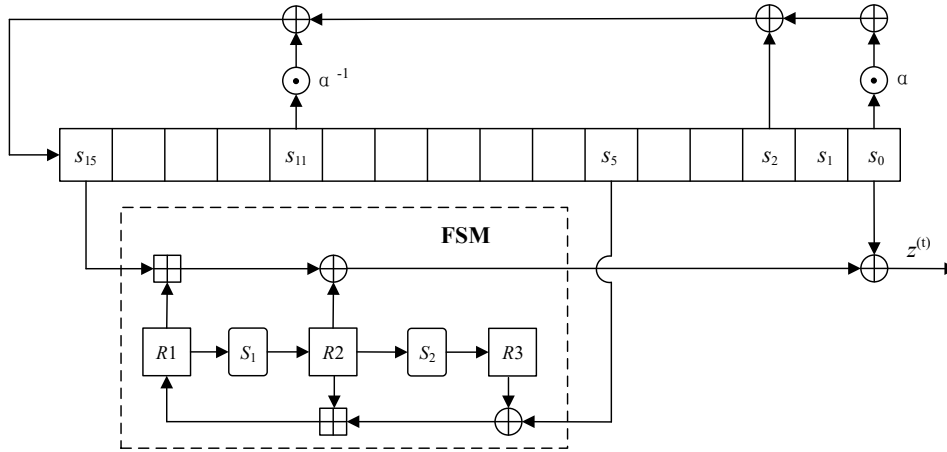 α⁻¹ α
s₁₅ s₁₁ s₅ s₂ s₁ s₀
FSM
z⁽ᵗ⁾
R1 S₁ R2 S₂ R3